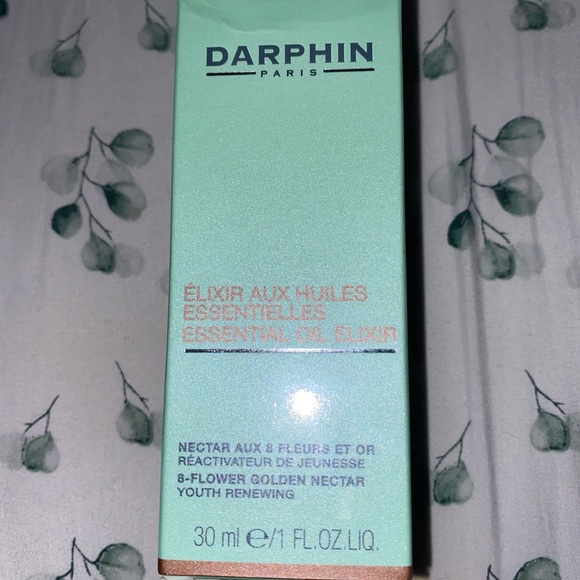 DARPHIN
PARIS
ÉLIXIR AUX HUILES
ESSENTIELLES
ESSENTIAL OIL ELIXIR
NECTAR AUX 8 FLEURS ET OR
RÉACTIVATEUR DE JEUNESSE
8-FLOWER GOLDEN NECTAR
YOUTH RENEWING
30 ml ℮/1 FL.OZ.LIQ.